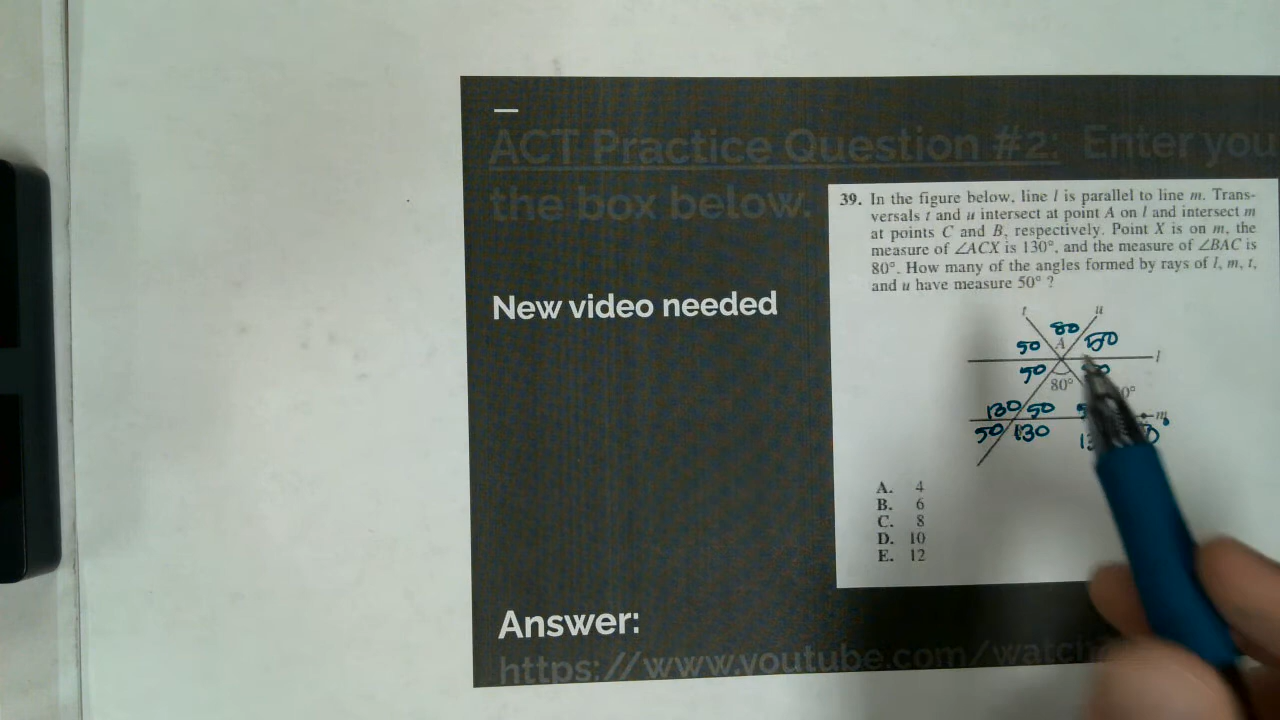 ACT Practice Question #2: Enter you
the box below.
New video needed
39. In the figure below, line l is parallel to line m. Trans-
versals t and u intersect at point A on l and intersect m
at points C and B, respectively. Point X is on m, the
measure of ∠ACX is 130°, and the measure of ∠BAC is
80°. How many of the angles formed by rays of l, m, t,
and u have measure 50° ?
t u
80
50 A 50
l
50
80°
130 50
m
50 130
A. 4
B. 6
C. 8
D. 10
E. 12
Answer:
https://www.youtube.com/watch